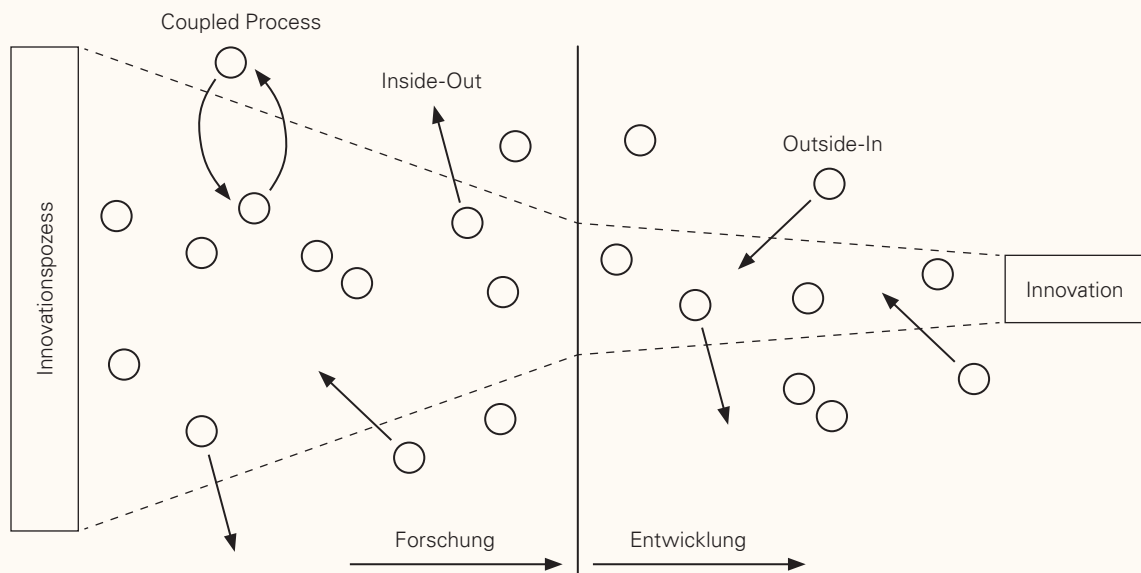 Coupled Process
Inside-Out
Outside-In
Innovationspozess
Innovation
Forschung
Entwicklung